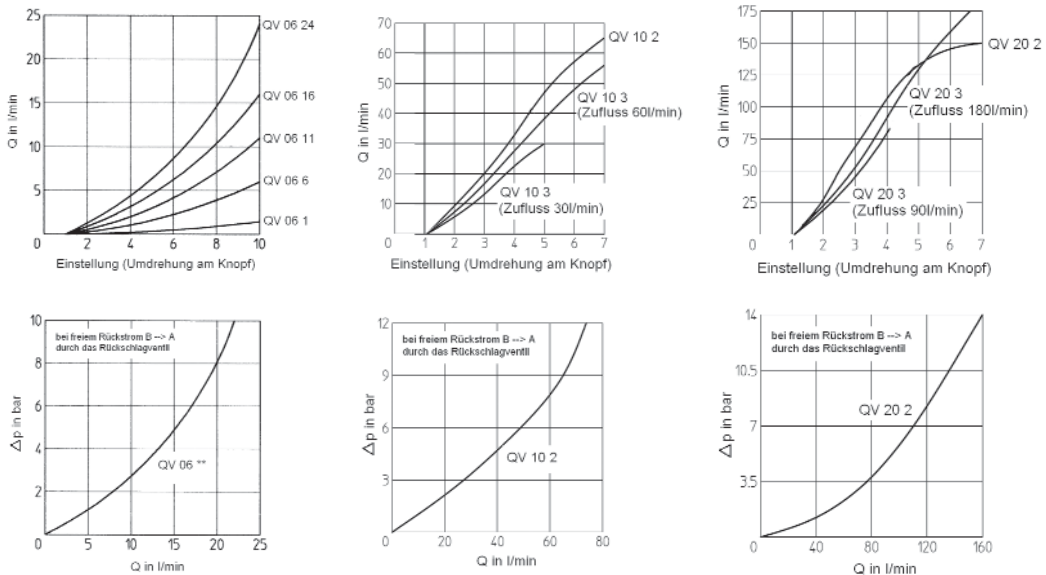 25
20
15
10
5
0
Q in l/min
QV 06 24
QV 06 16
QV 06 11
QV 06 6
QV 06 1
2 4 6 8 10
Einstellung (Umdrehung am Knopf)
70
60
50
40
30
20
10
0
Q in l/min
QV 10 2
QV 10 3
(Zufluss 60l/min)
QV 10 3
(Zufluss 30l/min)
1 2 3 4 5 6 7
Einstellung (Umdrehung am Knopf)
175
150
125
100
75
50
25
0
Q in l/min
QV 20 2
QV 20 3
(Zufluss 180l/min)
QV 20 3
(Zufluss 90l/min)
1 2 3 4 5 6 7
Einstellung (Umdrehung am Knopf)
10
8
6
4
2
Δp in bar
bei freiem Rückstrom B --> A
durch das Rückschlagventil
QV 06 **
0 5 10 15 20 25
Q in l/min
12
9
6
3
Δp in bar
bei freiem Rückstrom B --> A
durch das Rückschlagventil
QV 10 2
0 20 40 60 80
Q in l/min
14
10.5
7
3.5
Δp in bar
bei freiem Rückstrom B --> A
durch das Rückschlagventil
QV 20 2
0 40 80 120 160
Q in l/min